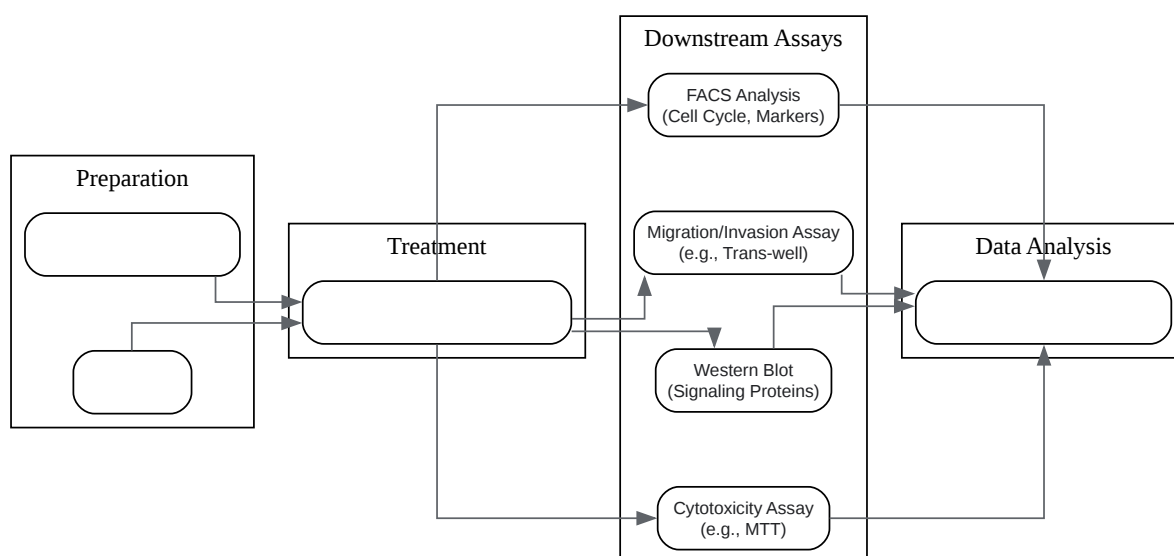 Preparation
Treatment
Downstream Assays
FACS Analysis
(Cell Cycle, Markers)
Migration/Invasion Assay
(e.g., Trans-well)
Western Blot
(Signaling Proteins)
Cytotoxicity Assay
(e.g., MTT)
Data Analysis